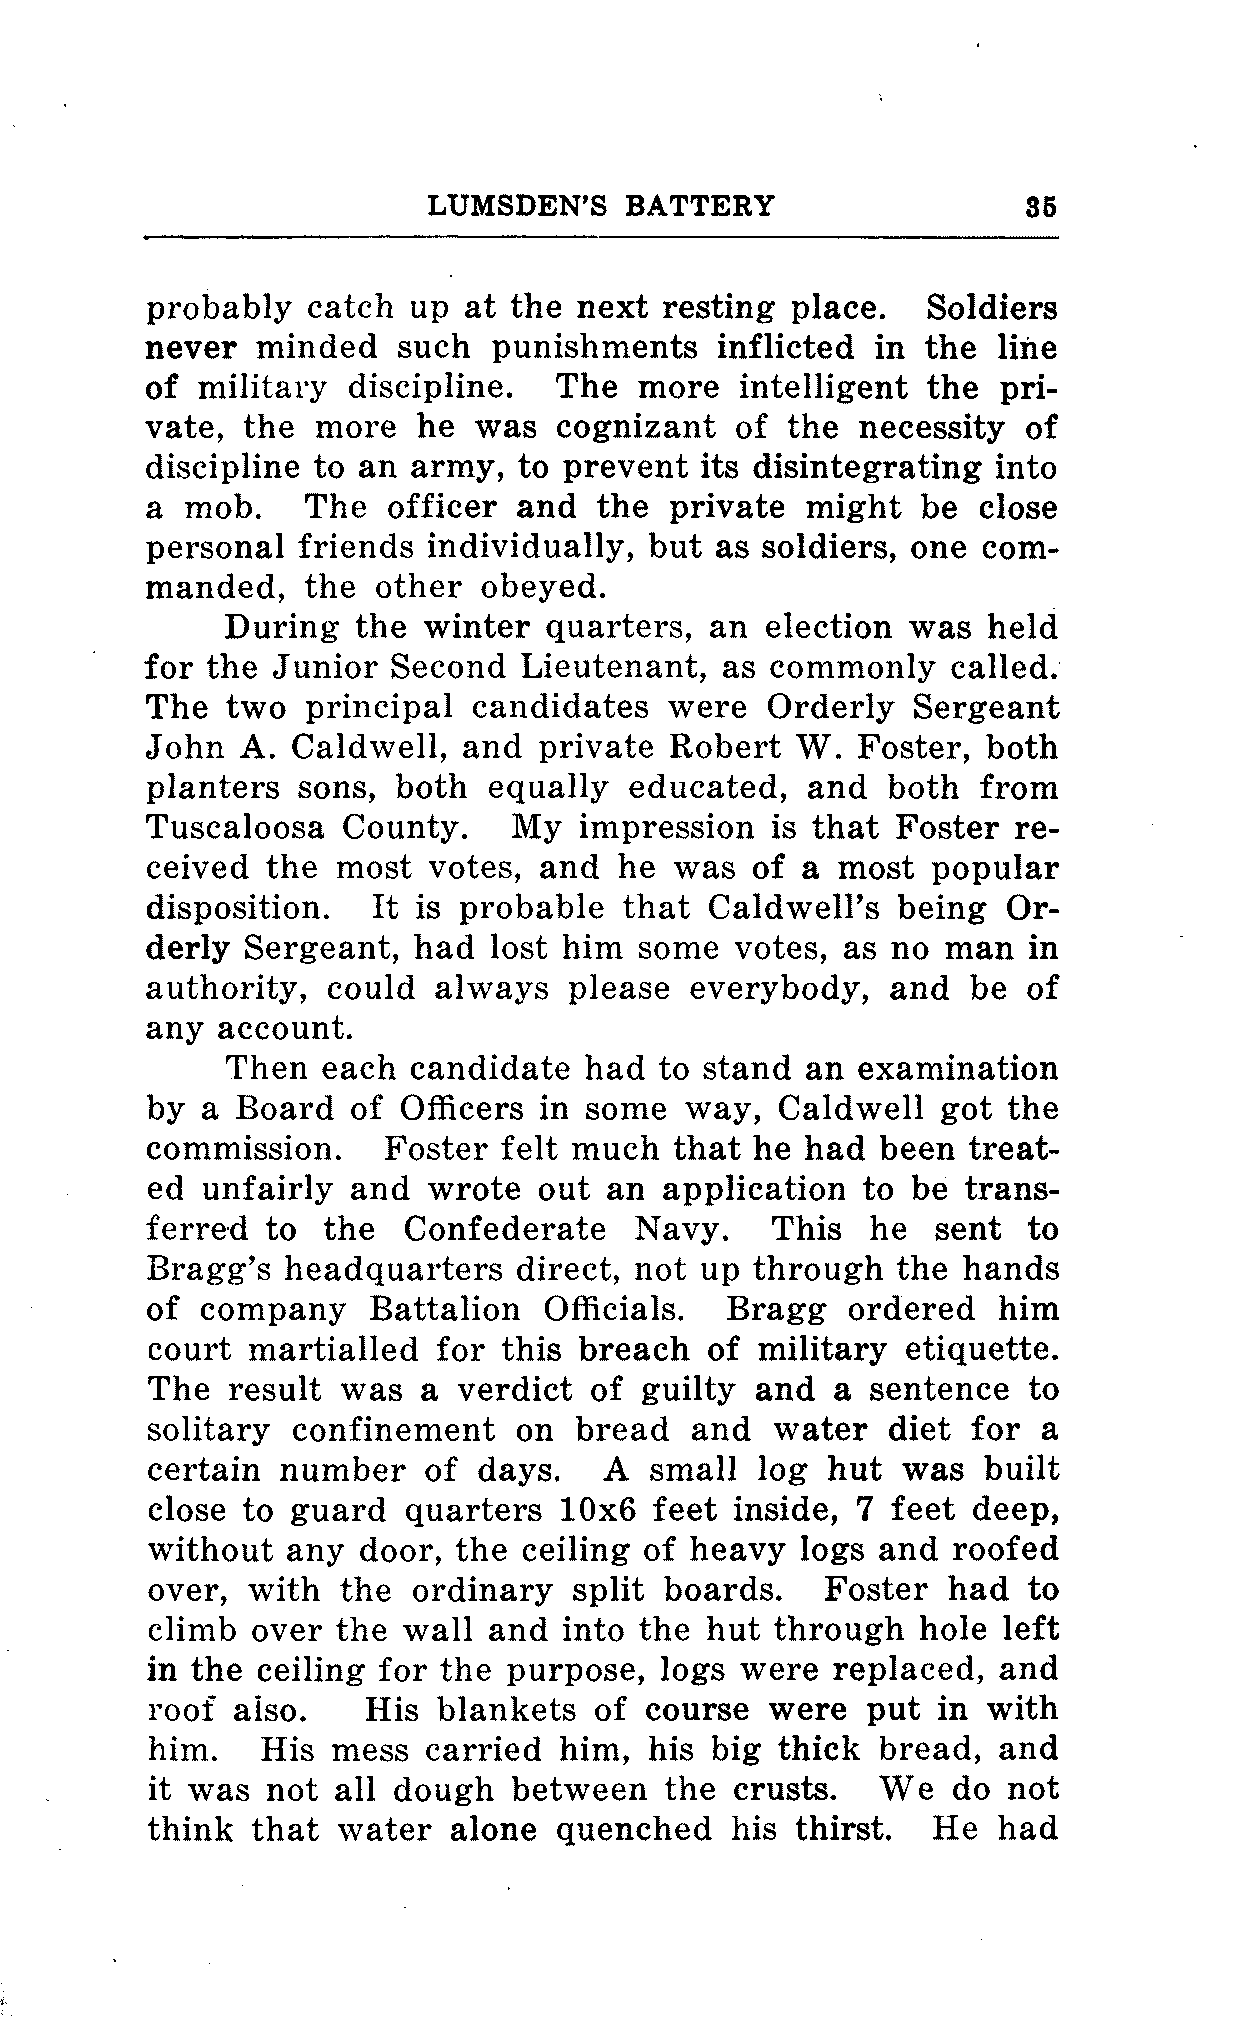 LUMSDEN'S BATTERY 35
probably catch up at the next resting place. Soldiers
never minded such punishments inflicted in the line
of military discipline. The more intelligent the pri-
vate, the more he was cognizant of the necessity of
discipline to an army, to prevent its disintegrating into
a mob. The officer and the private might be close
personal friends individually, but as soldiers, one com-
manded, the other obeyed.
During the winter quarters, an election was held
for the Junior Second Lieutenant, as commonly called.
The two principal candidates were Orderly Sergeant
John A. Caldwell, and private Robert W. Foster, both
planters sons, both equally educated, and both from
Tuscaloosa County. My impression is that Foster re-
ceived the most votes, and he was of a most popular
disposition. It is probable that Caldwell's being Or-
derly Sergeant, had lost him some votes, as no man in
authority, could always please everybody, and be of
any account.
Then each candidate had to stand an examination
by a Board of Officers in some way, Caldwell got the
commission. Foster felt much that he had been treat-
ed unfairly and wrote out an application to be trans-
ferred to the Confederate Navy. This he sent to
Bragg's headquarters direct, not up through the hands
of company Battalion Officials. Bragg ordered him
court martialled for this breach of military etiquette.
The result was a verdict of guilty and a sentence to
solitary confinement on bread and water diet for a
certain number of days. A small log hut was built
close to guard quarters 10x6 feet inside, 7 feet deep,
without any door, the ceiling of heavy logs and roofed
over, with the ordinary split boards. Foster had to
climb over the wall and into the hut through hole left
in the ceiling for the purpose, logs were replaced, and
roof also. His blankets of course were put in with
him. His mess carried him, his big thick bread, and
it was not all dough between the crusts. We do not
think that water alone quenched his thirst. He had